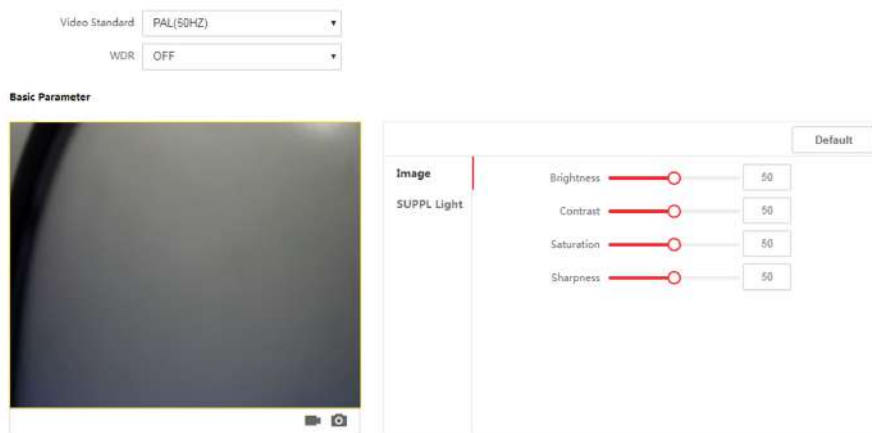 Video Standard PAL(50HZ)
WDR OFF
Basic Parameter
Default
Image
SUPPL Light
Brightness 50
Contrast 50
Saturation 50
Sharpness 50